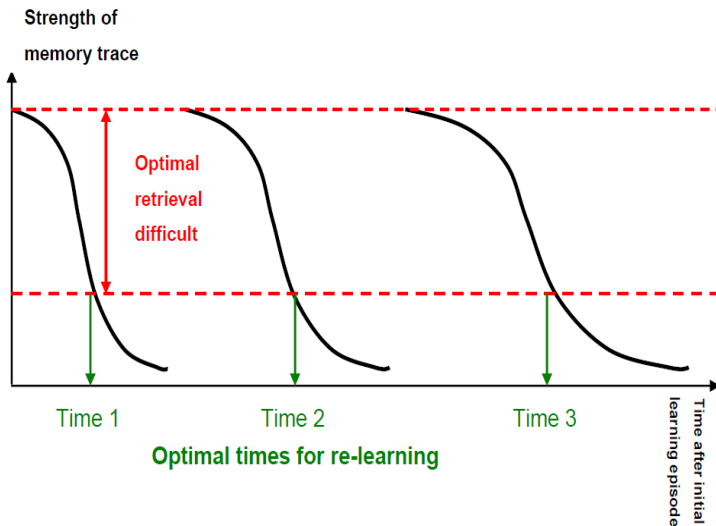 Strength of
memory trace
Optimal
retrieval
difficult
Time 1
Time 2
Time 3
Optimal times for re-learning
Time after initial
learning episode